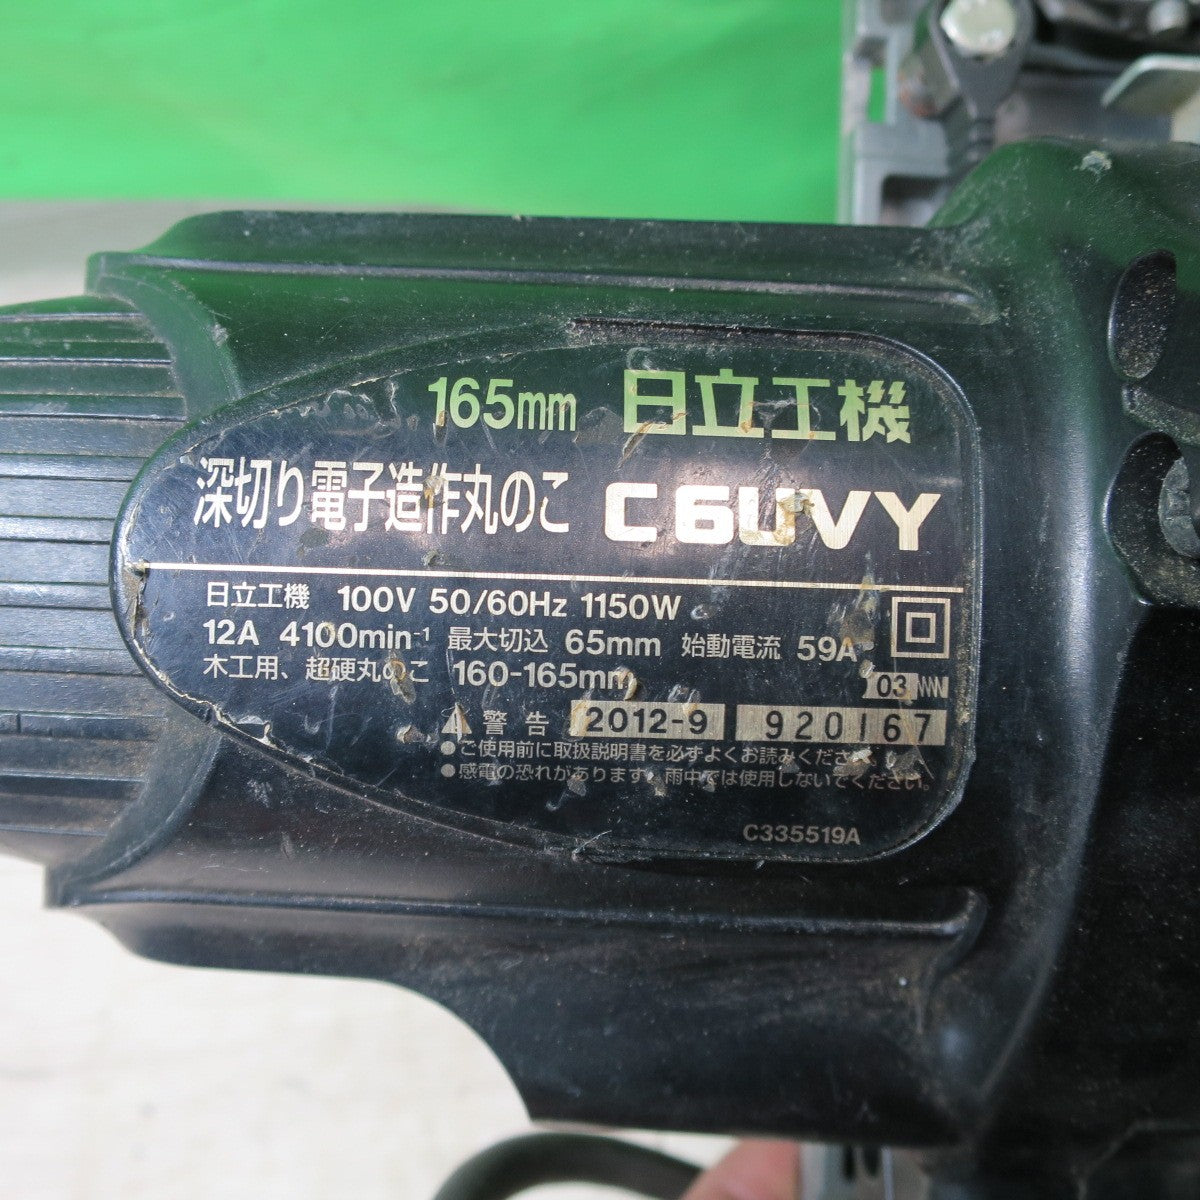 165mm 日立工機
深切り電子造作丸のこ C6UVY
日立工機 100V 50/60Hz 1150W
12A 4100min⁻¹ 最大切込 65mm 始動電流 59A
木工用、超硬丸のこ 160-165mm
03
警告 2012-9 920167
●ご使用前に取扱説明書を必ずよくお読みください。
●感電の恐れがあります。雨中では使用しないでください。
C335519A